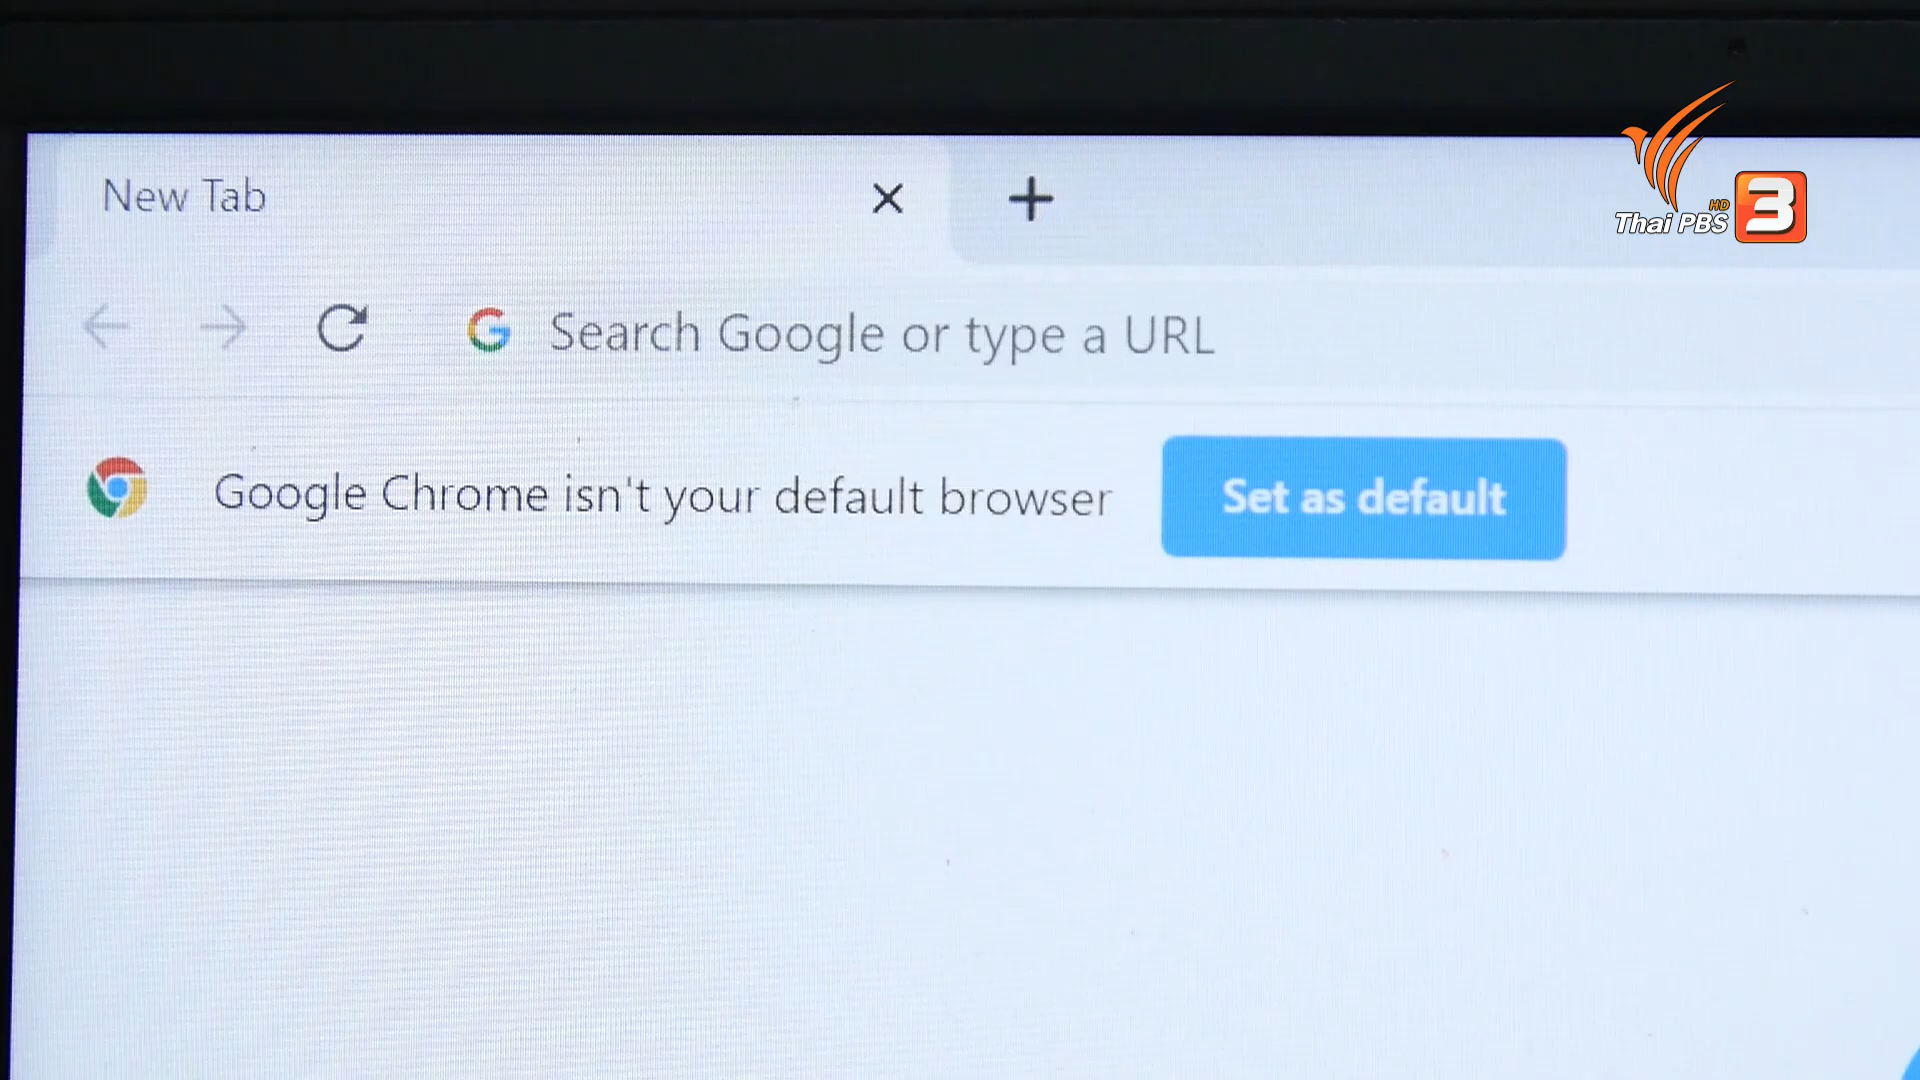 New Tab
Search Google or type a URL
Google Chrome isn't your default browser
Set as default
HD
Thai PBS 3